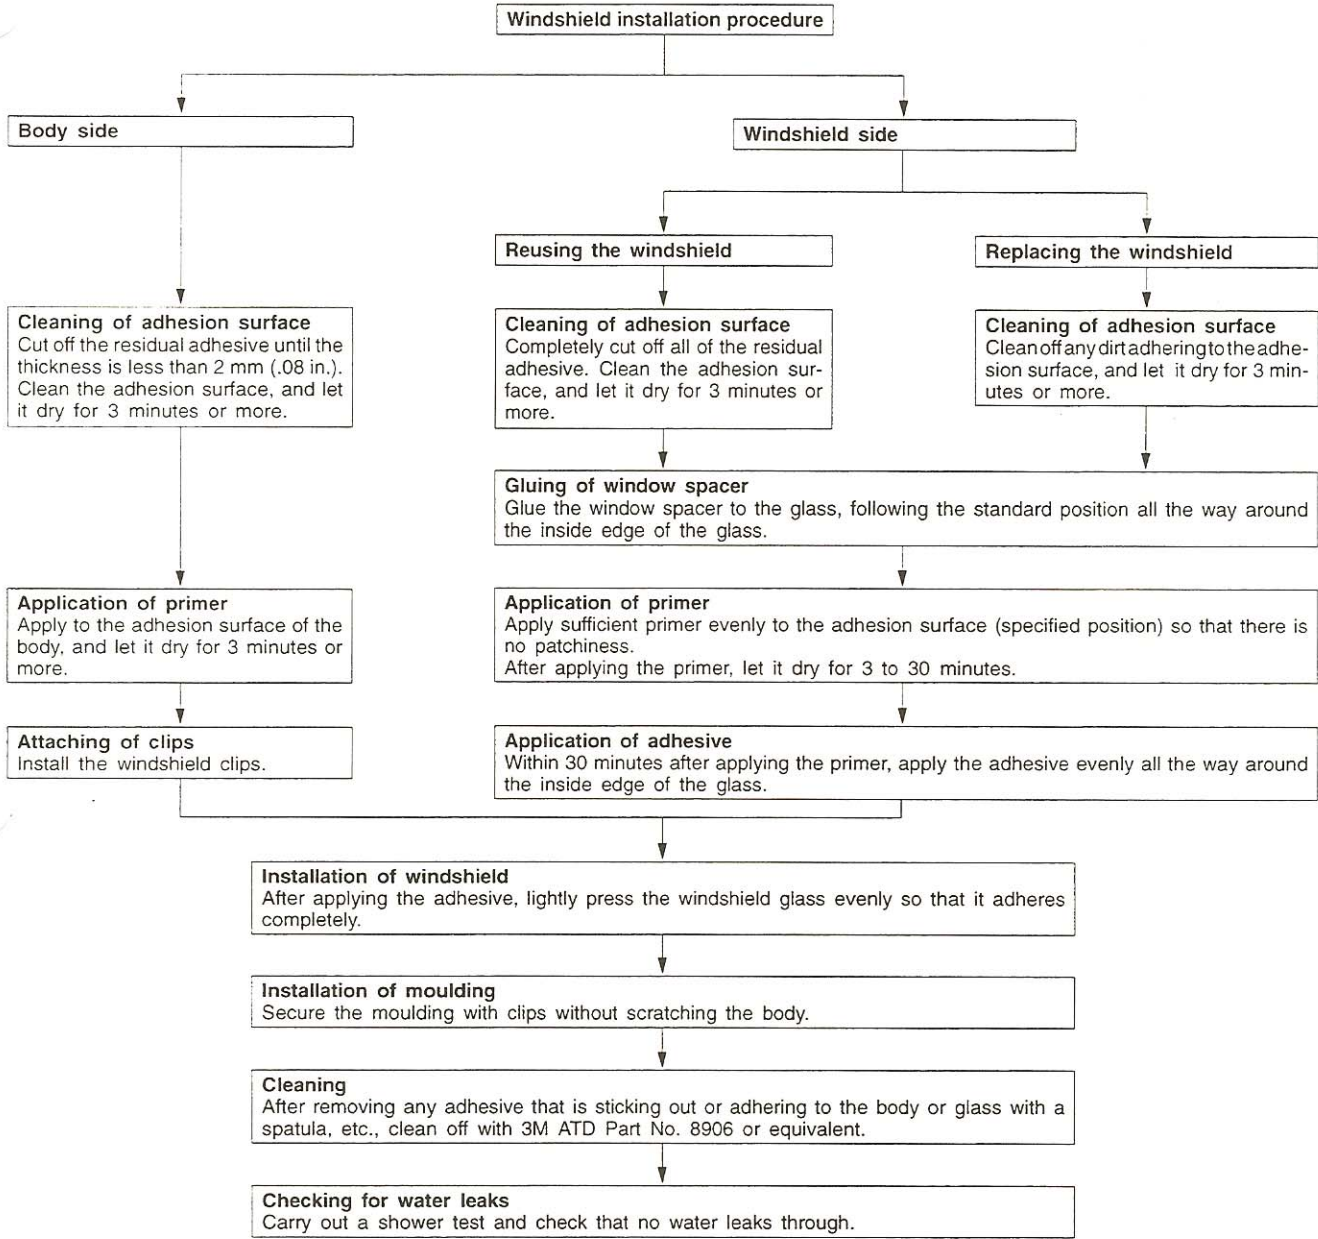 Windshield installation procedure
Body side
Windshield side
Reusing the windshield
Replacing the windshield
Cleaning of adhesion surface
Cut off the residual adhesive until the
thickness is less than 2 mm (.08 in.).
Clean the adhesion surface, and let
it dry for 3 minutes or more.
Cleaning of adhesion surface
Completely cut off all of the residual
adhesive. Clean the adhesion sur-
face, and let it dry for 3 minutes or
more.
Cleaning of adhesion surface
Clean off any dirt adhering to the adhe-
sion surface, and let it dry for 3 min-
utes or more.
Gluing of window spacer
Glue the window spacer to the glass, following the standard position all the way around
the inside edge of the glass.
Application of primer
Apply to the adhesion surface of the
body, and let it dry for 3 minutes or
more.
Application of primer
Apply sufficient primer evenly to the adhesion surface (specified position) so that there is
no patchiness.
After applying the primer, let it dry for 3 to 30 minutes.
Attaching of clips
Install the windshield clips.
Application of adhesive
Within 30 minutes after applying the primer, apply the adhesive evenly all the way around
the inside edge of the glass.
Installation of windshield
After applying the adhesive, lightly press the windshield glass evenly so that it adheres
completely.
Installation of moulding
Secure the moulding with clips without scratching the body.
Cleaning
After removing any adhesive that is sticking out or adhering to the body or glass with a
spatula, etc., clean off with 3M ATD Part No. 8906 or equivalent.
Checking for water leaks
Carry out a shower test and check that no water leaks through.